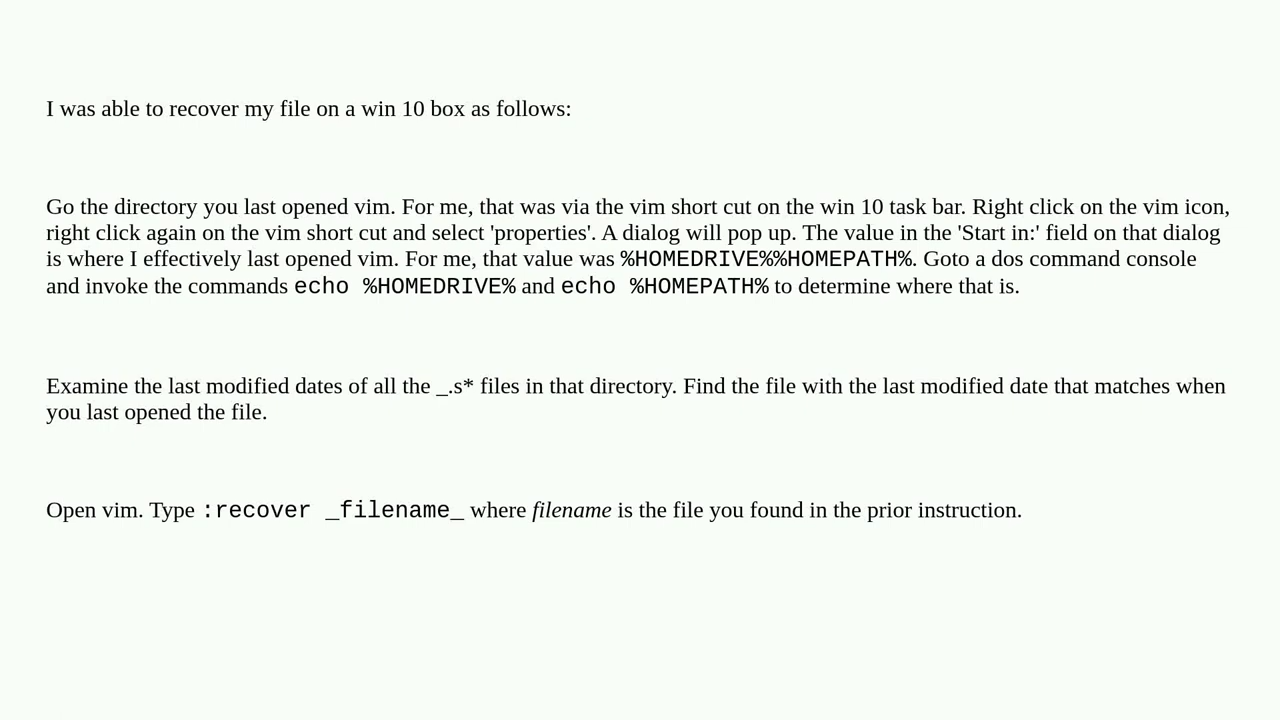 I was able to recover my file on a win 10 box as follows:
Go the directory you last opened vim. For me, that was via the vim short cut on the win 10 task bar. Right click on the vim icon,
right click again on the vim short cut and select 'properties'. A dialog will pop up. The value in the 'Start in:' field on that dialog
is where I effectively last opened vim. For me, that value was %HOMEDRIVE%%HOMEPATH%. Goto a dos command console
and invoke the commands echo %HOMEDRIVE% and echo %HOMEPATH% to determine where that is.
Examine the last modified dates of all the _.s* files in that directory. Find the file with the last modified date that matches when
you last opened the file.
Open vim. Type :recover _filename_ where filename is the file you found in the prior instruction.